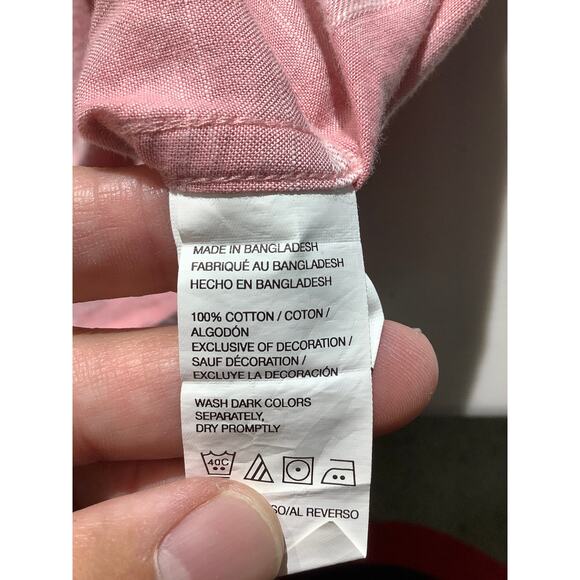 MADE IN BANGLADESH
FABRIQUÉ AU BANGLADESH
HECHO EN BANGLADESH
100% COTTON / COTON /
ALGODÓN
EXCLUSIVE OF DECORATION /
SAUF DÉCORATION /
EXCLUYE LA DECORACIÓN
WASH DARK COLORS
SEPARATELY,
DRY PROMPTLY
40C
SO/AL REVERSO